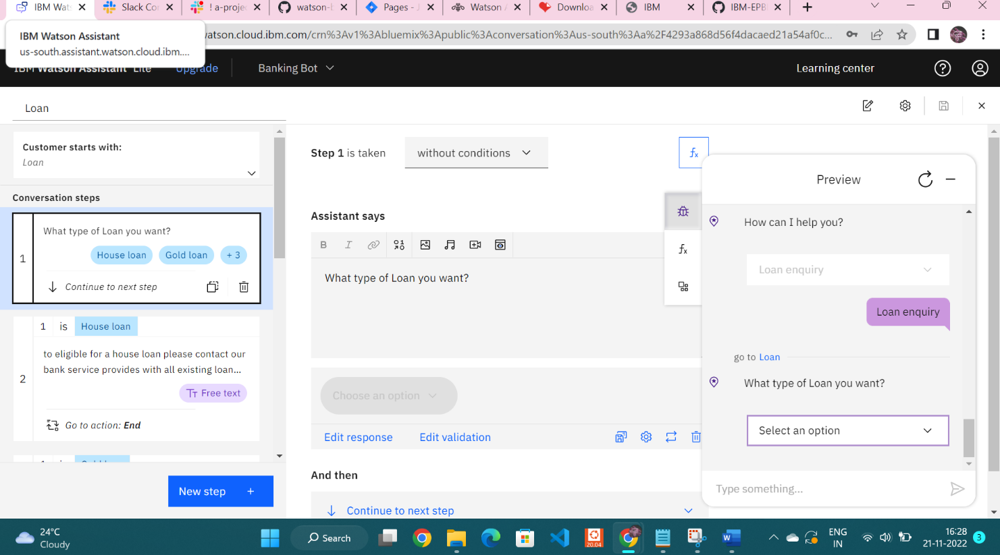 IBM Wats
Slack Co
! a-proje
watson-b
Pages - J
Watson A
Downloa
IBM
IBM-EPB
IBM Watson Assistant
us-south.assistant.watson.cloud.ibm....
watson.cloud.ibm.com/crn%3Av1%3Abluemix%3Apublic%3Aconversation%3Aus-south%3Aa%2F4293a868d56f4dacaed21a54af0c...
IBM Watson Assistant Lite
Upgrade
Banking Bot
Learning center
Loan
Customer starts with:
Loan
Conversation steps
1
What type of Loan you want?
House loan
Gold loan
+ 3
Continue to next step
2
1 is House loan
to eligible for a house loan please contact our
bank service provides with all existing loan...
Free text
Go to action: End
1 is Gold loan
New step +
Step 1 is taken
without conditions
Assistant says
What type of Loan you want?
Choose an option
Edit response
Edit validation
And then
Continue to next step
Preview
How can I help you?
Loan enquiry
Loan enquiry
go to Loan
What type of Loan you want?
Select an option
Type something...
24°C
Cloudy
Search
20.04
ENG
IN
16:28
21-11-2022
3